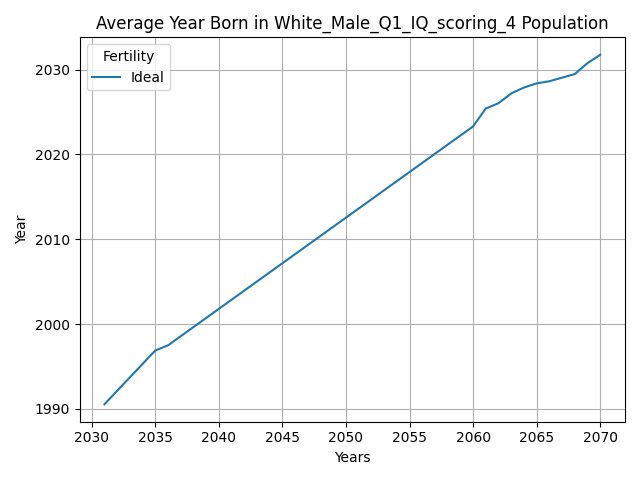 Average Year Born in White_Male_Q1_IQ_scoring_4 Population
Fertility
Ideal
Year
2030
2020
2010
2000
1990
2030 2035 2040 2045 2050 2055 2060 2065 2070
Years